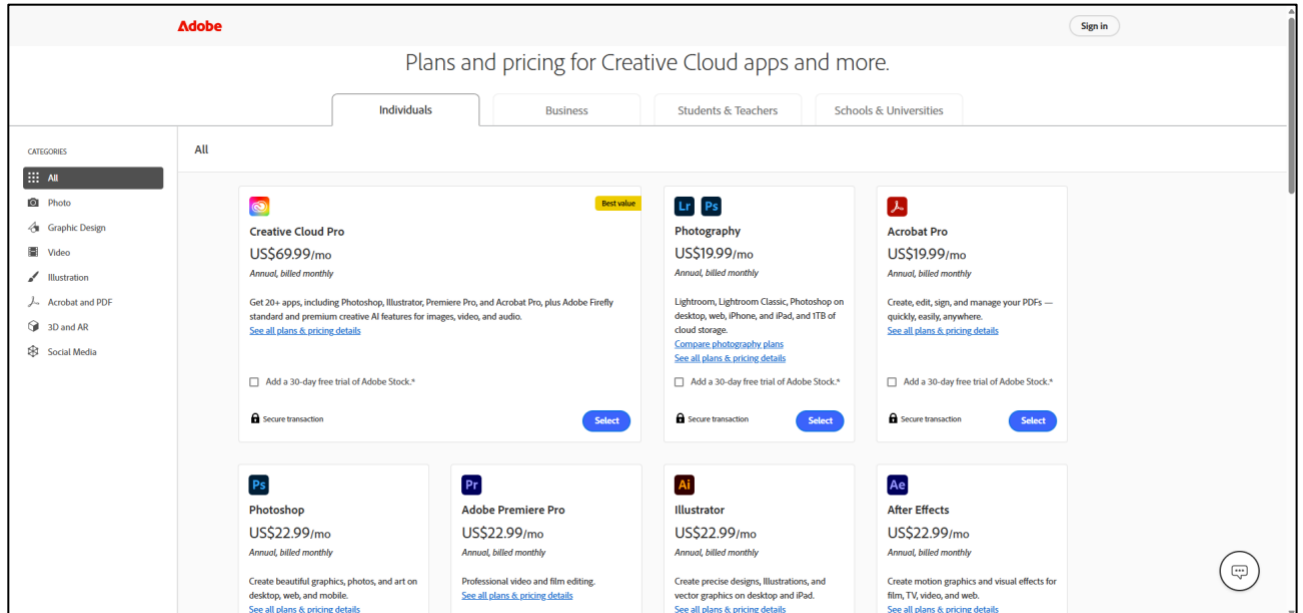 Adobe
Sign in
Plans and pricing for Creative Cloud apps and more.
Individuals
Business
Students & Teachers
Schools & Universities
CATEGORIES
All
Photo
Graphic Design
Video
Illustration
Acrobat and PDF
3D and AR
Social Media
All
Best value
Creative Cloud Pro
US$69.99/mo
Annual, billed monthly
Get 20+ apps, including Photoshop, Illustrator, Premiere Pro, and Acrobat Pro, plus Adobe Firefly
standard and premium creative AI features for images, video, and audio.
See all plans & pricing details
Add a 30-day free trial of Adobe Stock.*
Secure transaction
Select
Lr Ps
Photography
US$19.99/mo
Annual, billed monthly
Lightroom, Lightroom Classic, Photoshop on
desktop, web, iPhone, and iPad, and 1TB of
cloud storage.
Compare photography plans
See all plans & pricing details
Add a 30-day free trial of Adobe Stock.*
Secure transaction
Select
Acrobat Pro
US$19.99/mo
Annual, billed monthly
Create, edit, sign, and manage your PDFs —
quickly, easily, anywhere.
See all plans & pricing details
Add a 30-day free trial of Adobe Stock.*
Secure transaction
Select
Ps
Photoshop
US$22.99/mo
Annual, billed monthly
Create beautiful graphics, photos, and art on
desktop, web, and mobile.
See all plans & pricing details
Pr
Adobe Premiere Pro
US$22.99/mo
Annual, billed monthly
Professional video and film editing.
See all plans & pricing details
Ai
Illustrator
US$22.99/mo
Annual, billed monthly
Create precise designs, Illustrations, and
vector graphics on desktop and iPad.
See all plans & pricing details
Ae
After Effects
US$22.99/mo
Annual, billed monthly
Create motion graphics and visual effects for
film, TV, video, and web.
See all plans & pricing details